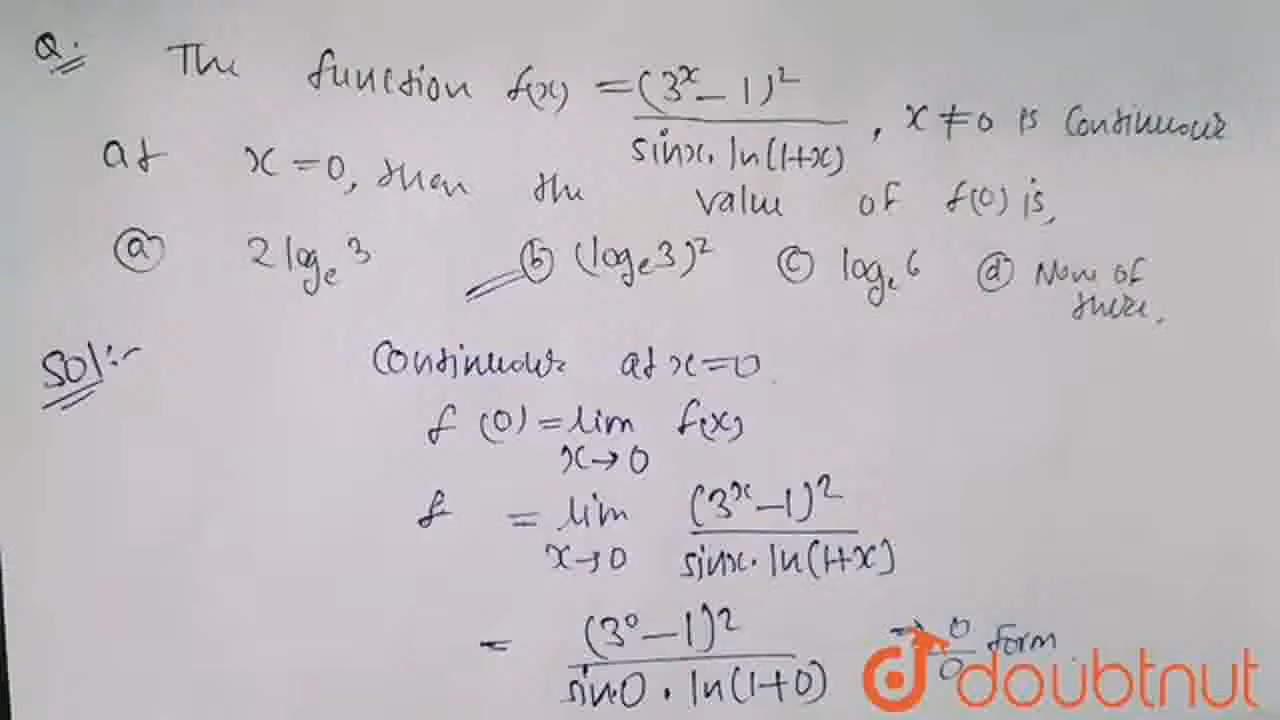 Q. The function f(x) = (3^x - 1)^2 / sinx. ln(1+x), x ≠ 0 is continuous
at x = 0, then the value of f(0) is,
(a) 2 log_e 3 (b) (log_e 3)^2 (c) log_e 6 (d) None of these.
Sol:- Continuous at x = 0.
f(0) = lim x→0 f(x)
f = lim x→0 (3^x - 1)^2 / sinx. ln(1+x)
= (3^0 - 1)^2 / sin0 . ln(1+0) ⇒ 0/0 form
doubtnut